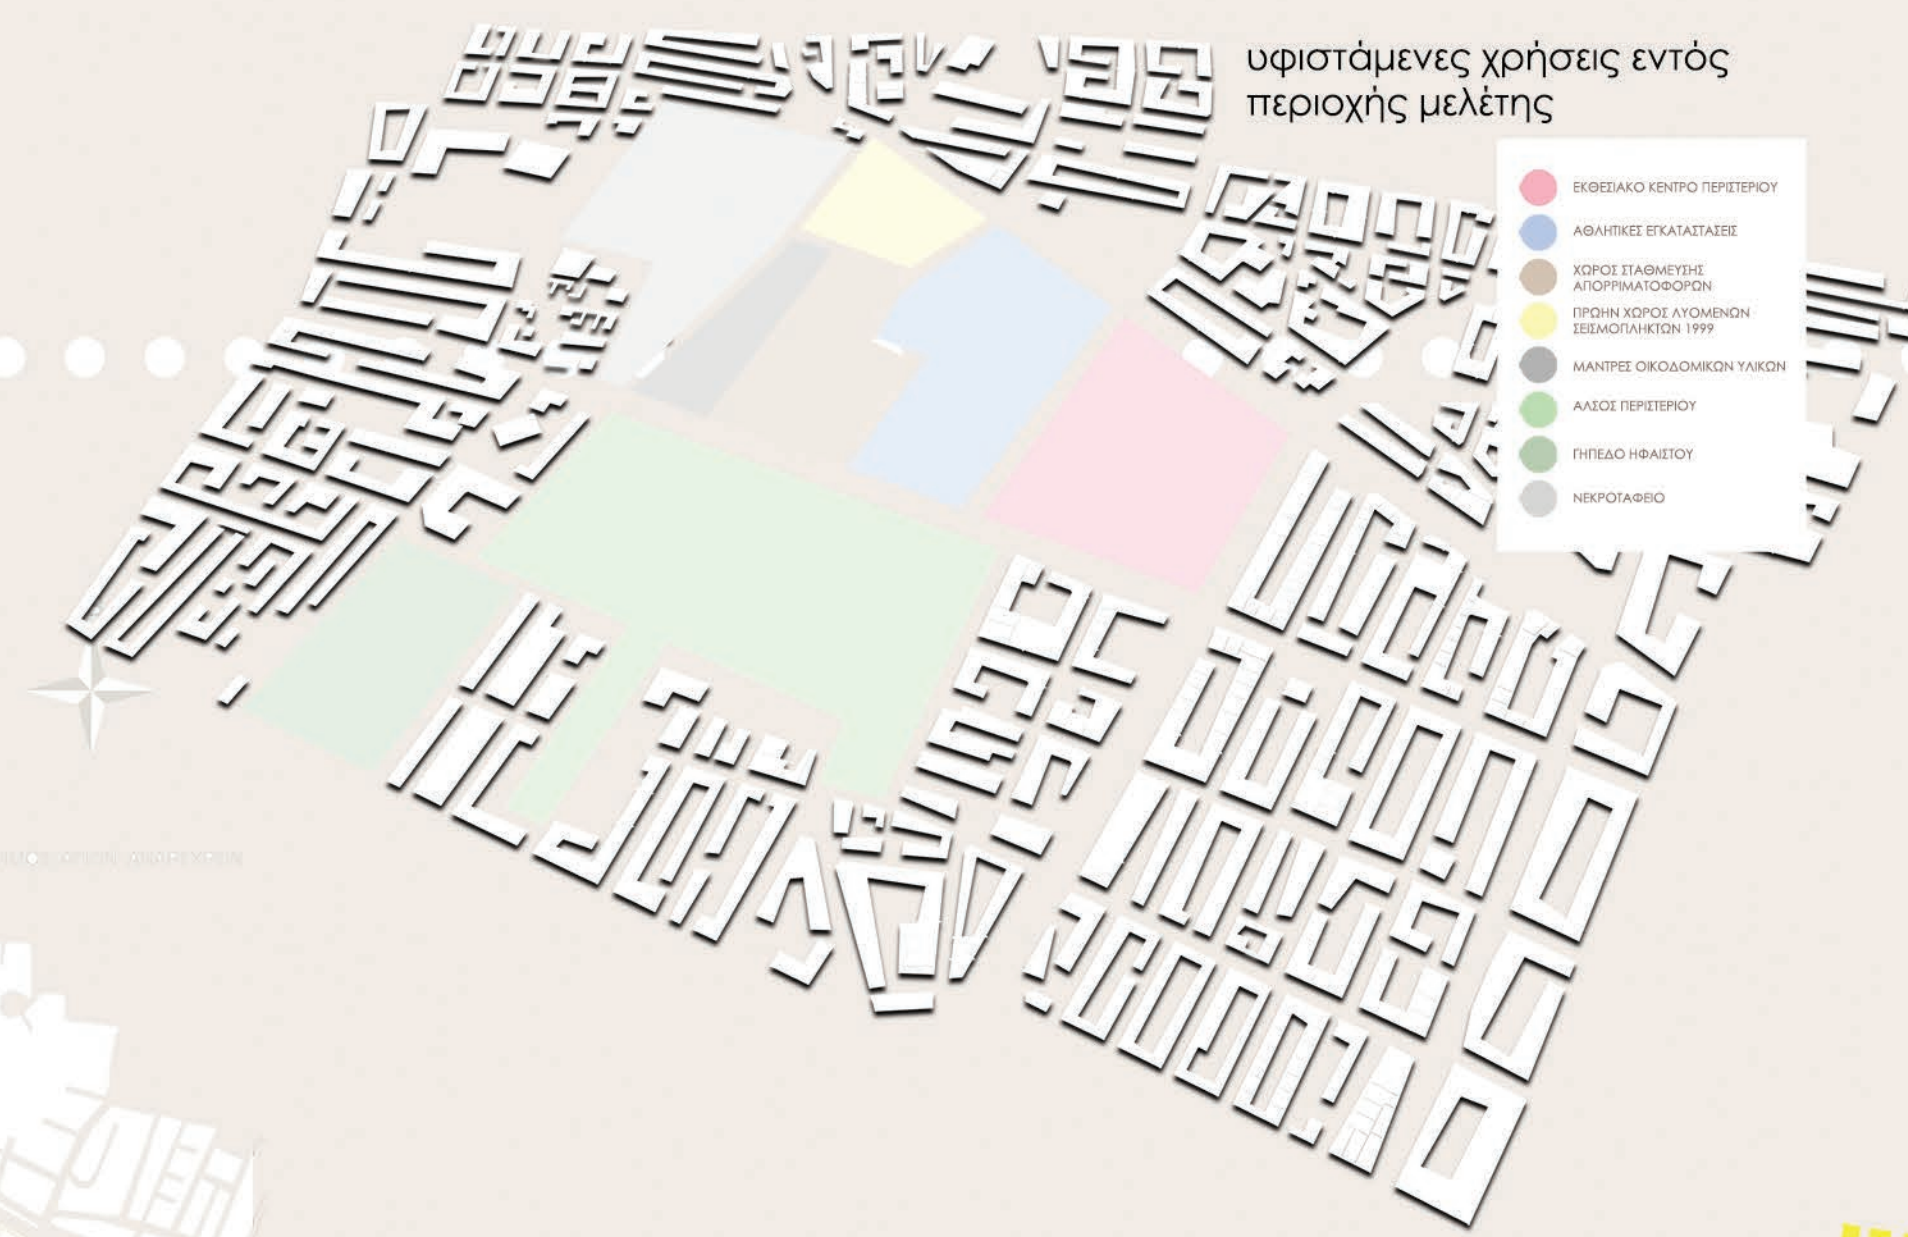 υφιστάμενες χρήσεις εντός
περιοχής μελέτης
ΕΚΘΕΣΙΑΚΟ ΚΕΝΤΡΟ ΠΕΡΙΣΤΕΡΙΟΥ
ΑΘΛΗΤΙΚΕΣ ΕΓΚΑΤΑΣΤΑΣΕΙΣ
ΧΩΡΟΣ ΣΤΑΘΜΕΥΣΗΣ
ΑΠΟΡΡΙΜΑΤΟΦΟΡΩΝ
ΠΡΩΗΝ ΧΩΡΟΣ ΛΥΟΜΕΝΩΝ
ΣΕΙΣΜΟΠΛΗΚΤΩΝ 1999
ΜΑΝΤΡΕΣ ΟΙΚΟΔΟΜΙΚΩΝ ΥΛΙΚΩΝ
ΑΛΣΟΣ ΠΕΡΙΣΤΕΡΙΟΥ
ΓΗΠΕΔΟ ΗΦΑΙΣΤΟΥ
ΝΕΚΡΟΤΑΦΕΙΟ